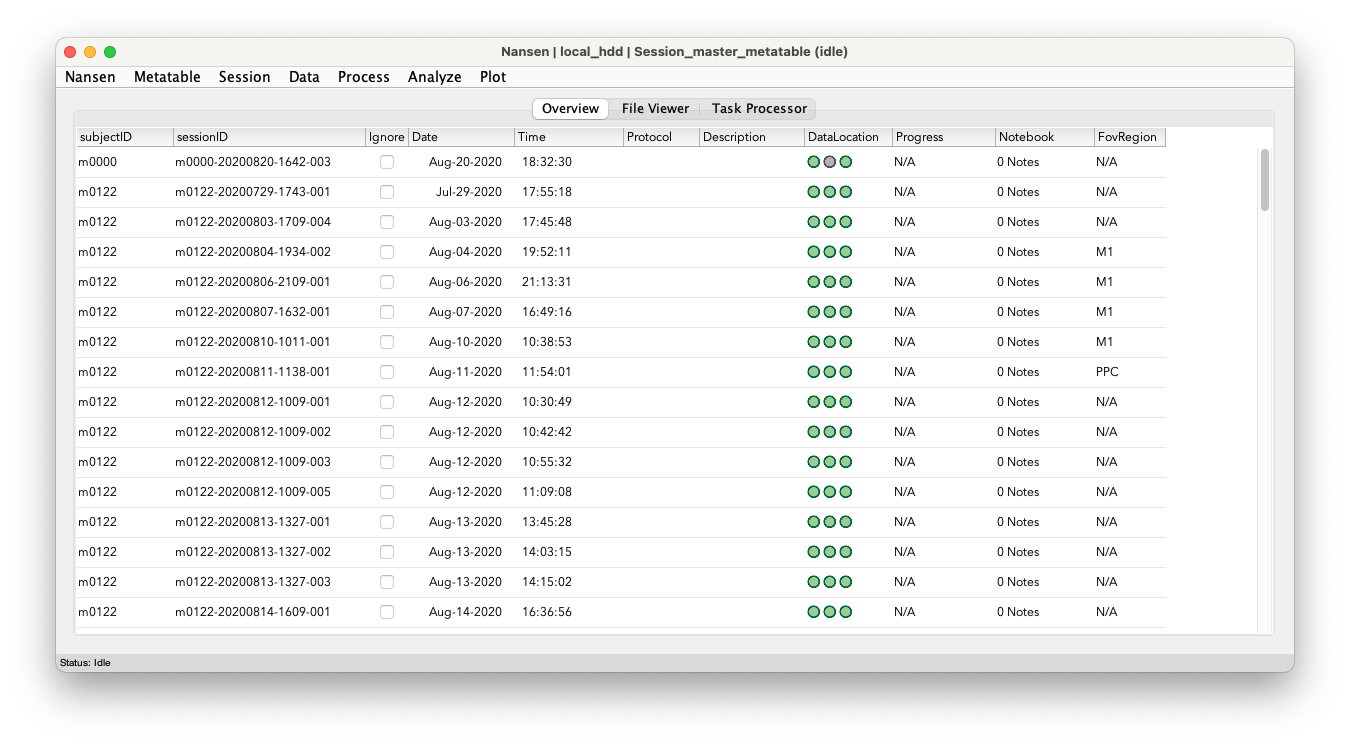 Nansen | local_hdd | Session_master_metatable (idle)
Nansen Metatable Session Data Process Analyze Plot
Overview File Viewer Task Processor
subjectID sessionID Ignore Date Time Protocol Description DataLocation Progress Notebook FovRegion
m0000 m0000-20200820-1642-003 Aug-20-2020 18:32:30 N/A 0 Notes N/A
m0122 m0122-20200729-1743-001 Jul-29-2020 17:55:18 N/A 0 Notes N/A
m0122 m0122-20200803-1709-004 Aug-03-2020 17:45:48 N/A 0 Notes N/A
m0122 m0122-20200804-1934-002 Aug-04-2020 19:52:11 N/A 0 Notes M1
m0122 m0122-20200806-2109-001 Aug-06-2020 21:13:31 N/A 0 Notes M1
m0122 m0122-20200807-1632-001 Aug-07-2020 16:49:16 N/A 0 Notes M1
m0122 m0122-20200810-1011-001 Aug-10-2020 10:38:53 N/A 0 Notes M1
m0122 m0122-20200811-1138-001 Aug-11-2020 11:54:01 N/A 0 Notes PPC
m0122 m0122-20200812-1009-001 Aug-12-2020 10:30:49 N/A 0 Notes N/A
m0122 m0122-20200812-1009-002 Aug-12-2020 10:42:42 N/A 0 Notes N/A
m0122 m0122-20200812-1009-003 Aug-12-2020 10:55:32 N/A 0 Notes N/A
m0122 m0122-20200812-1009-005 Aug-12-2020 11:09:08 N/A 0 Notes N/A
m0122 m0122-20200813-1327-001 Aug-13-2020 13:45:28 N/A 0 Notes N/A
m0122 m0122-20200813-1327-002 Aug-13-2020 14:03:15 N/A 0 Notes N/A
m0122 m0122-20200813-1327-003 Aug-13-2020 14:15:02 N/A 0 Notes N/A
m0122 m0122-20200814-1609-001 Aug-14-2020 16:36:56 N/A 0 Notes N/A
Status: Idle